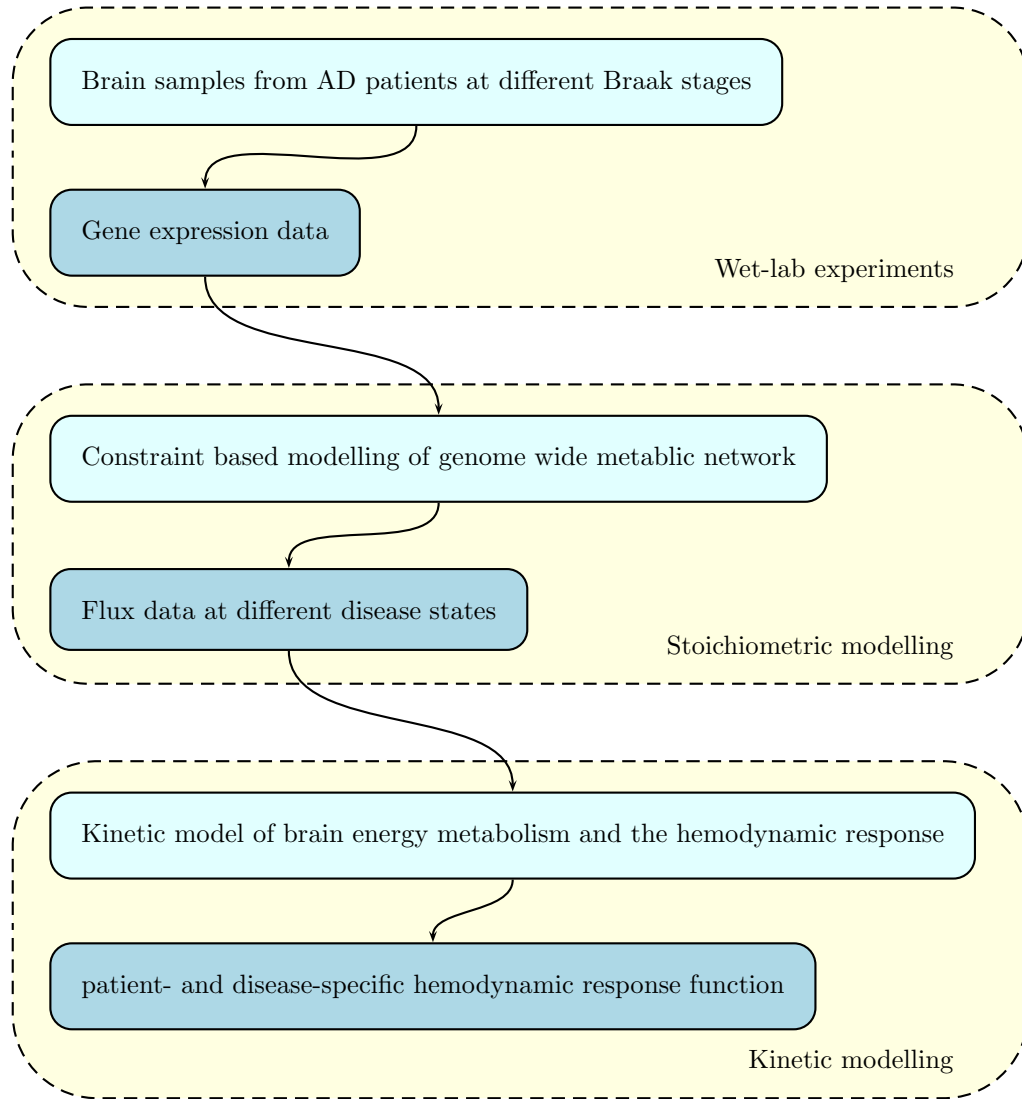 Brain samples from AD patients at different Braak stages
Gene expression data
Wet-lab experiments
Constraint based modelling of genome wide metablic network
Flux data at different disease states
Stoichiometric modelling
Kinetic model of brain energy metabolism and the hemodynamic response
patient- and disease-specific hemodynamic response function
Kinetic modelling